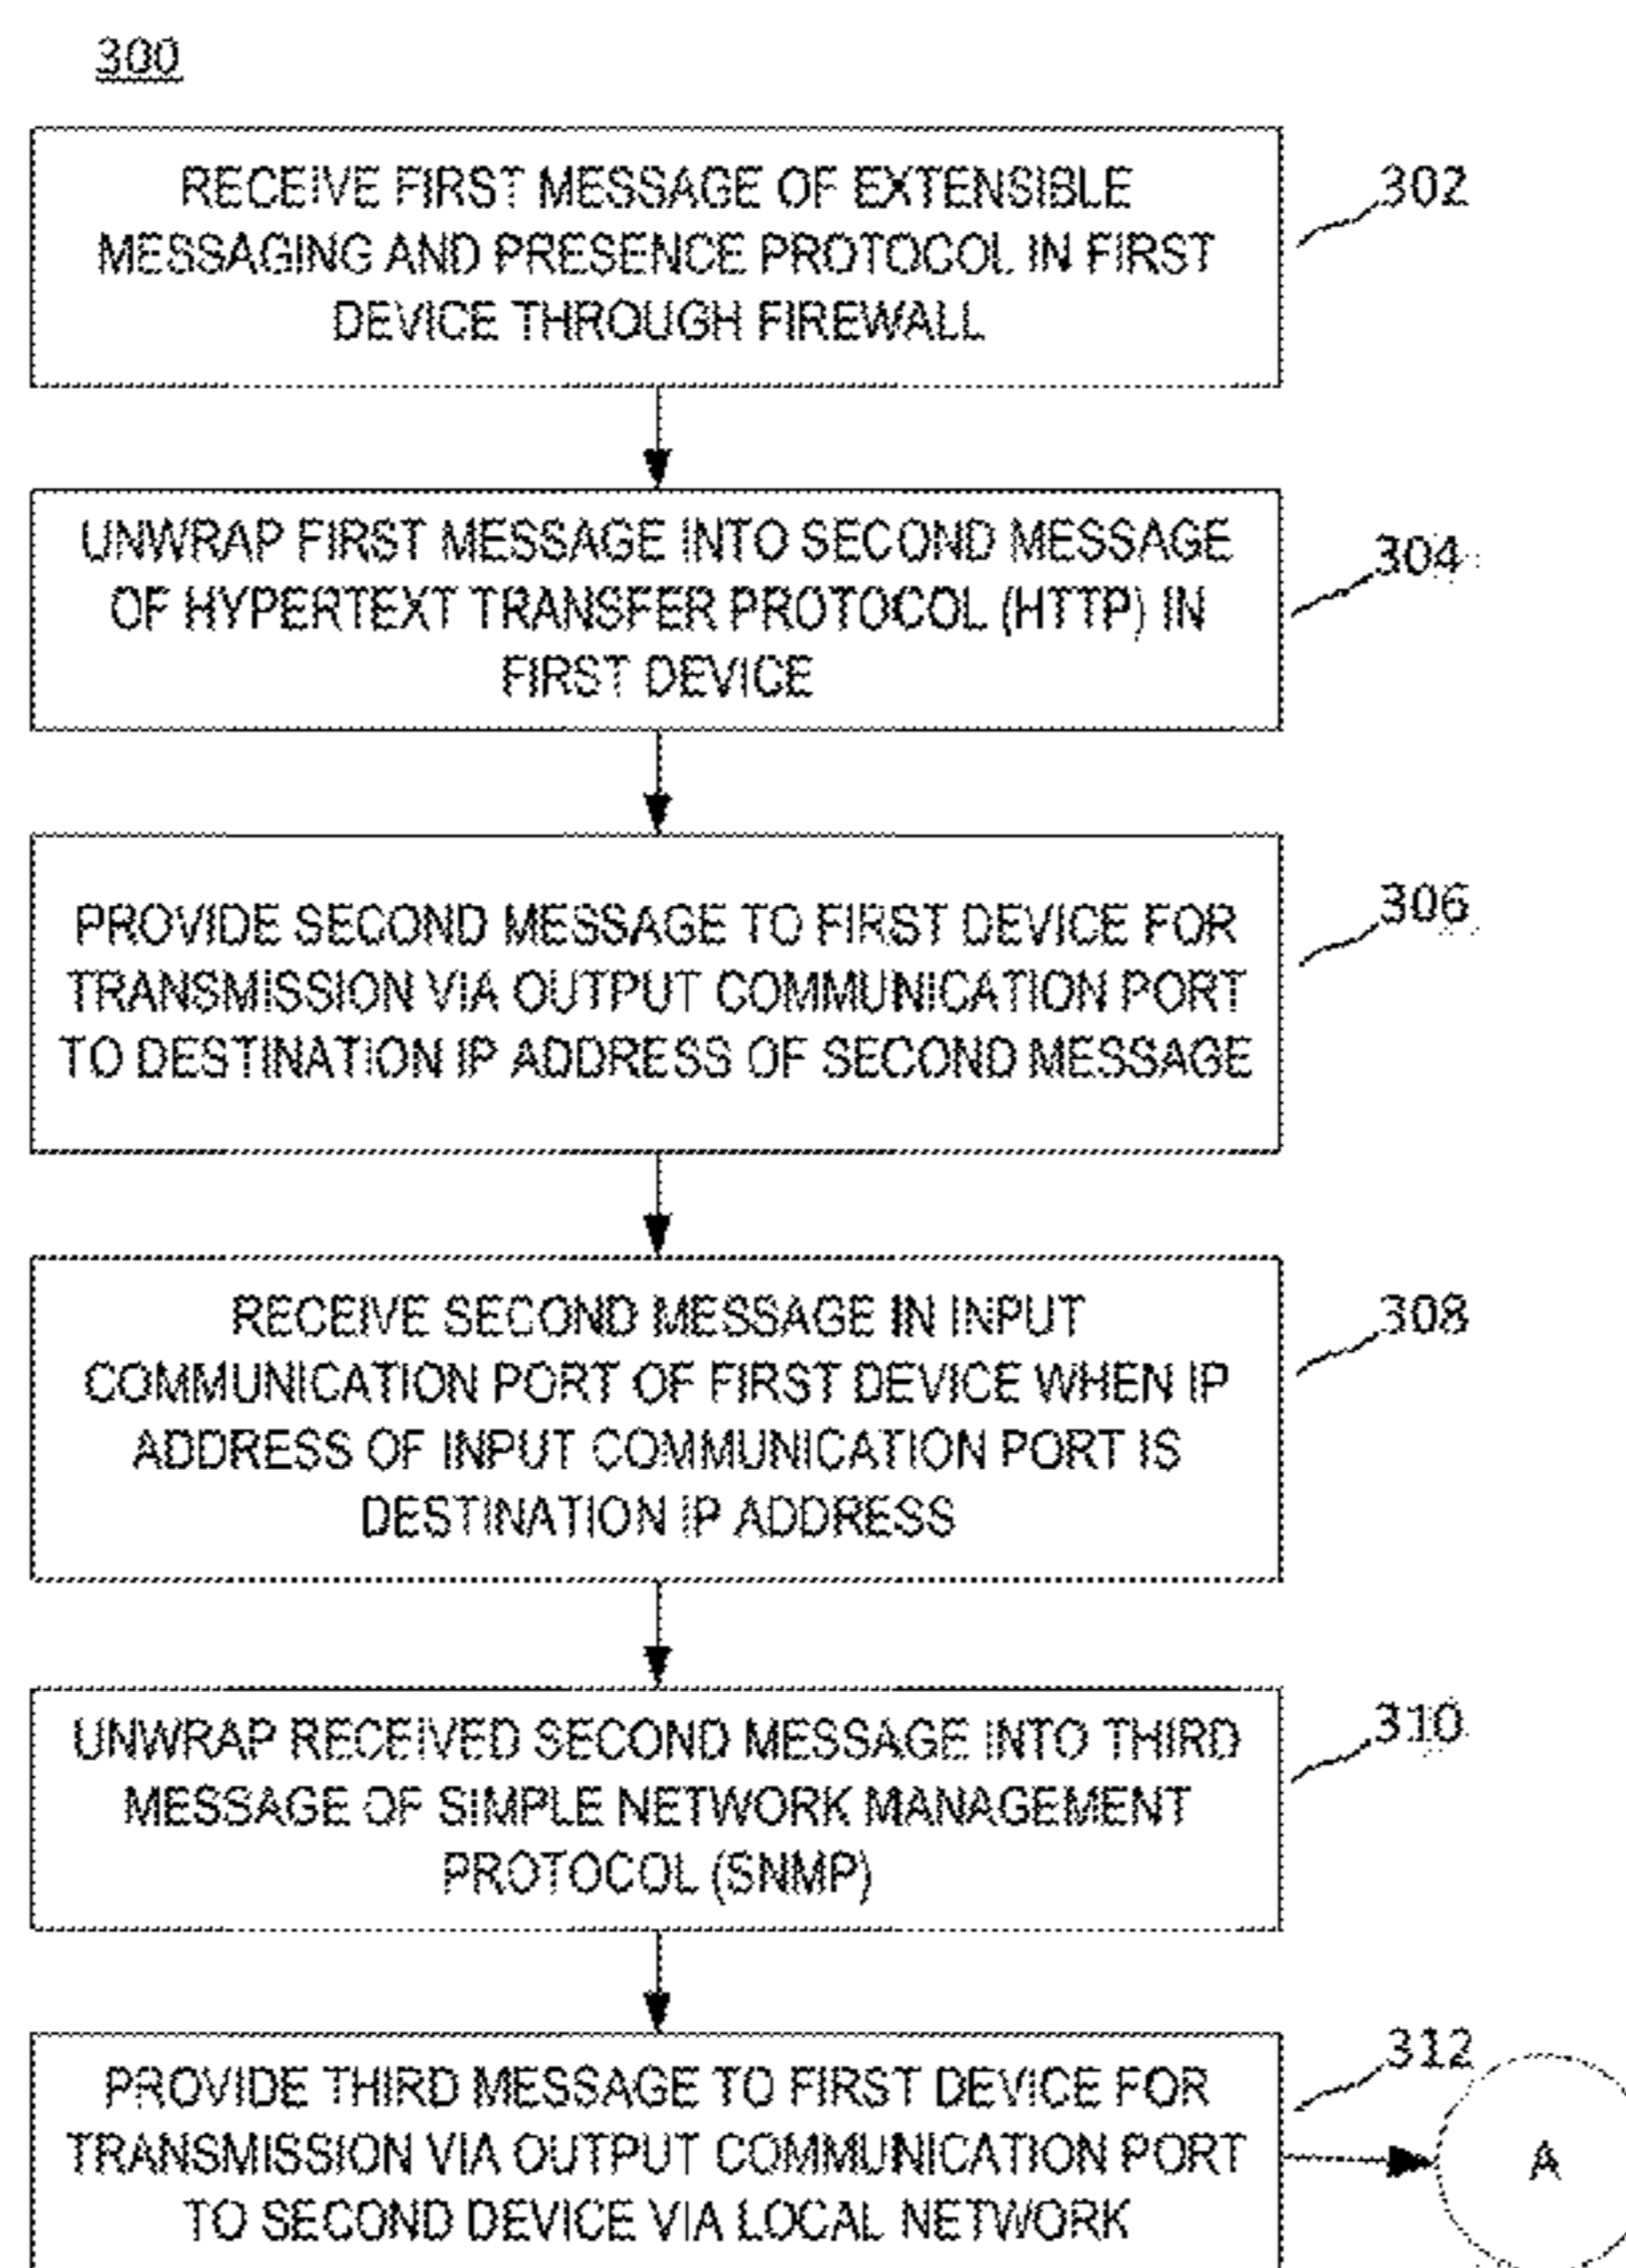 300
RECEIVE FIRST MESSAGE OF EXTENSIBLE
MESSAGING AND PRESENCE PROTOCOL IN FIRST
DEVICE THROUGH FIREWALL
302
UNWRAP FIRST MESSAGE INTO SECOND MESSAGE
OF HYPERTEXT TRANSFER PROTOCOL (HTTP) IN
FIRST DEVICE
304
PROVIDE SECOND MESSAGE TO FIRST DEVICE FOR
TRANSMISSION VIA OUTPUT COMMUNICATION PORT
TO DESTINATION IP ADDRESS OF SECOND MESSAGE
306
RECEIVE SECOND MESSAGE IN INPUT
COMMUNICATION PORT OF FIRST DEVICE WHEN IP
ADDRESS OF INPUT COMMUNICATION PORT IS
DESTINATION IP ADDRESS
308
UNWRAP RECEIVED SECOND MESSAGE INTO THIRD
MESSAGE OF SIMPLE NETWORK MANAGEMENT
PROTOCOL (SNMP)
310
PROVIDE THIRD MESSAGE TO FIRST DEVICE FOR
TRANSMISSION VIA OUTPUT COMMUNICATION PORT
TO SECOND DEVICE VIA LOCAL NETWORK
312
A